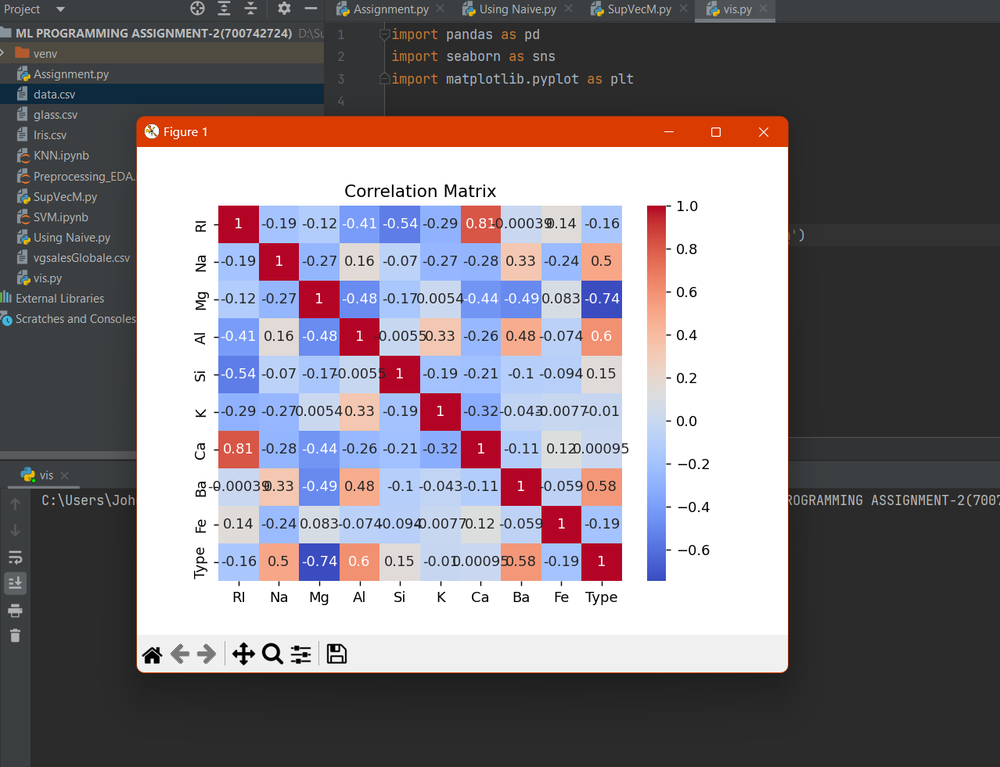 Project
Assignment.py
Using Naive.py
SupVecM.py
vis.py
ML PROGRAMMING ASSIGNMENT-2(700742724) D:\Su
venv
Assignment.py
data.csv
glass.csv
Iris.csv
KNN.ipynb
Preprocessing_EDA.
SupVecM.py
SVM.ipynb
Using Naive.py
vgsalesGlobale.csv
vis.py
External Libraries
Scratches and Consoles
1 import pandas as pd
2 import seaborn as sns
3 import matplotlib.pyplot as plt
4
')
Figure 1
Correlation Matrix
RI 1 -0.19 -0.12 -0.41 -0.54 -0.29 0.81 -0.00039 0.14 -0.16
Na -0.19 1 -0.27 0.16 -0.07 -0.27 -0.28 0.33 -0.24 0.5
Mg -0.12 -0.27 1 -0.48 -0.17 0.0054 -0.44 -0.49 0.083 -0.74
Al -0.41 0.16 -0.48 1 -0.0055 0.33 -0.26 0.48 -0.074 0.6
Si -0.54 -0.07 -0.17 -0.0055 1 -0.19 -0.21 -0.1 -0.094 0.15
K -0.29 -0.27 0.0054 0.33 -0.19 1 -0.32 -0.043 -0.0077 -0.01
Ca 0.81 -0.28 -0.44 -0.26 -0.21 -0.32 1 -0.11 0.12 0.00095
Ba -0.00039 0.33 -0.49 0.48 -0.1 -0.043 -0.11 1 -0.059 0.58
Fe 0.14 -0.24 0.083 -0.074 -0.094 -0.0077 0.12 -0.059 1 -0.19
Type -0.16 0.5 -0.74 0.6 0.15 -0.01 0.00095 0.58 -0.19 1
RI Na Mg Al Si K Ca Ba Fe Type
1.0
0.8
0.6
0.4
0.2
0.0
−0.2
−0.4
−0.6
vis
C:\Users\Joh
ROGRAMMING ASSIGNMENT-2(7007